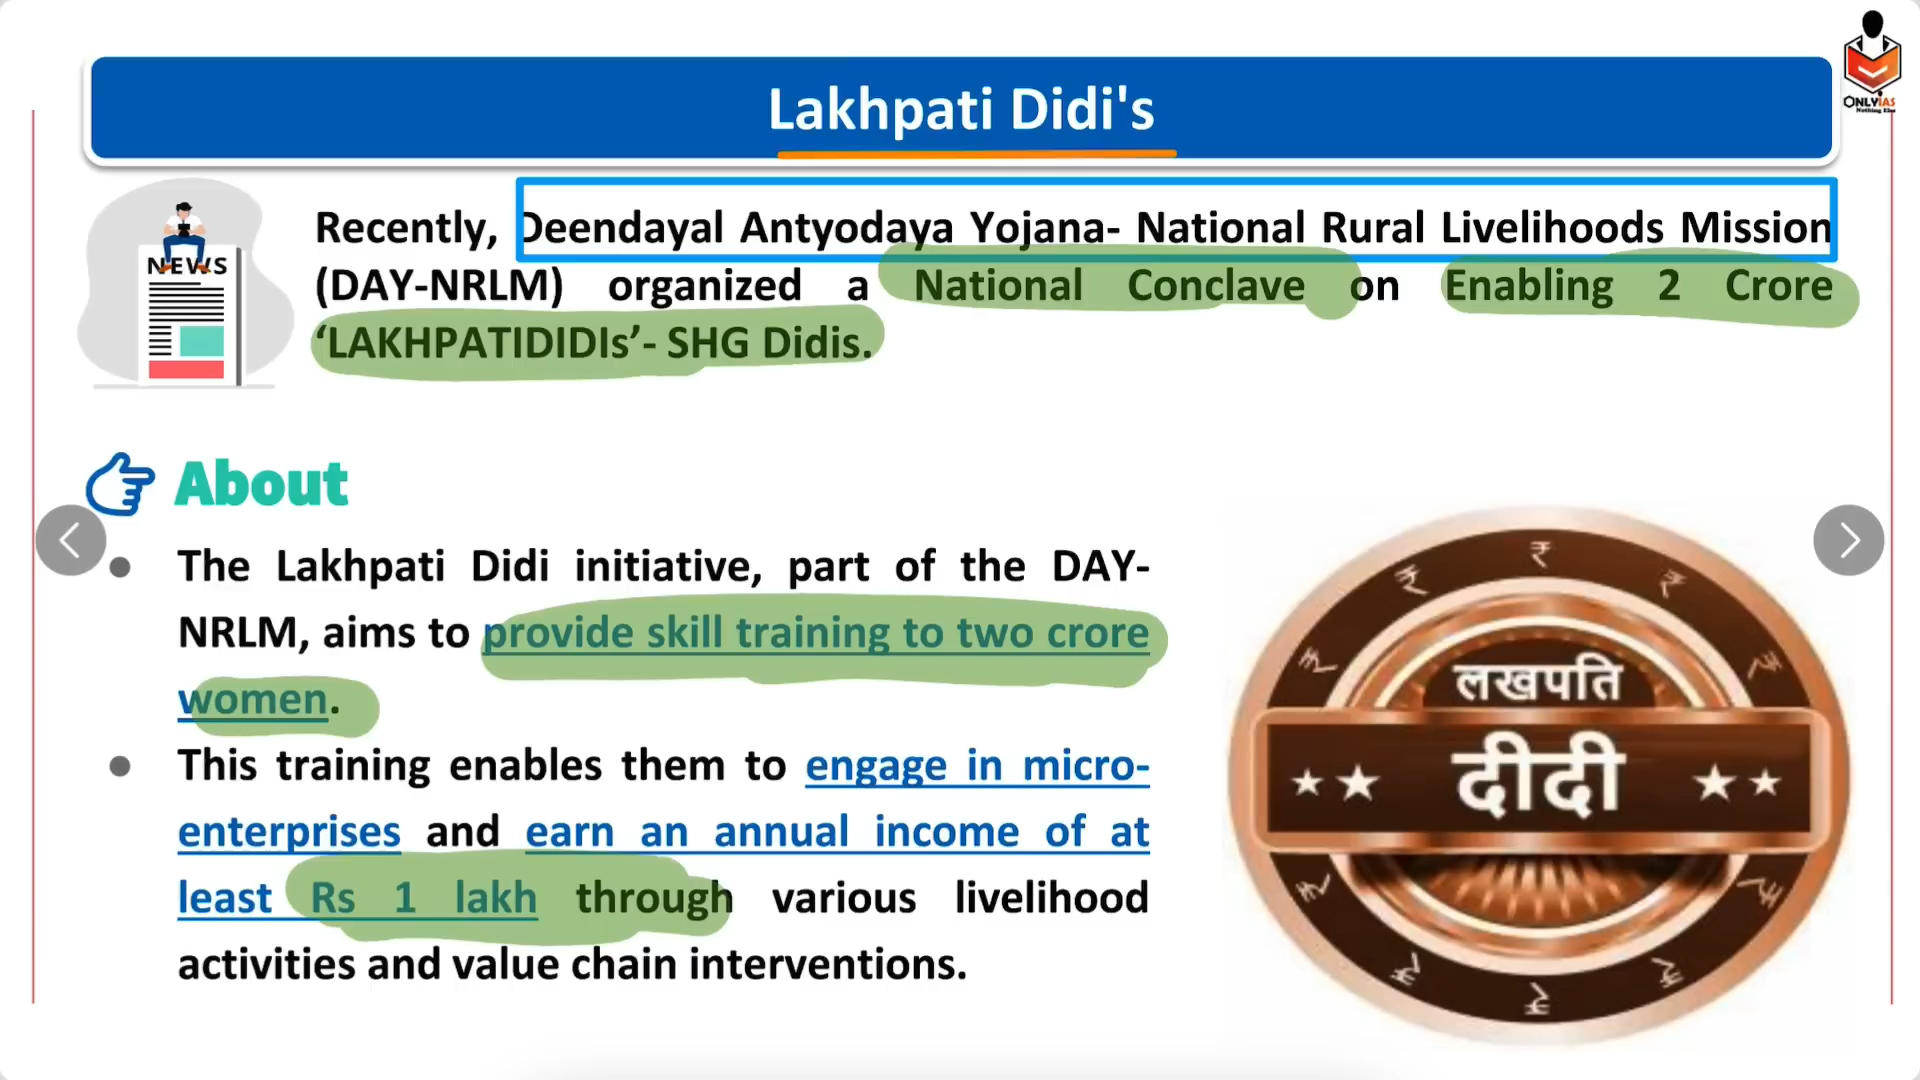 Lakhpati Didi's
ONLYIAS
Nothing Else
NEWS
Recently, Deendayal Antyodaya Yojana- National Rural Livelihoods Mission
(DAY-NRLM) organized a National Conclave on Enabling 2 Crore
‘LAKHPATIDIDIs’- SHG Didis.
About
The Lakhpati Didi initiative, part of the DAY-
NRLM, aims to provide skill training to two crore
women.
This training enables them to engage in micro-
enterprises and earn an annual income of at
least Rs 1 lakh through various livelihood
activities and value chain interventions.
लखपति
दीदी